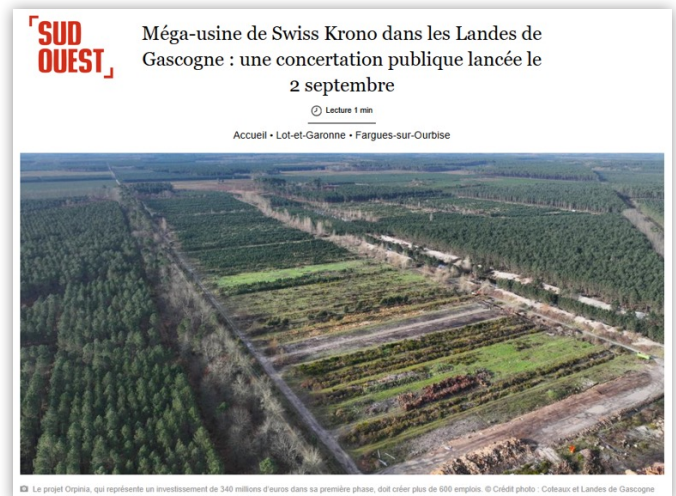 SUD
OUEST
Méga-usine de Swiss Krono dans les Landes de
Gascogne : une concertation publique lancée le
2 septembre
Lecture 1 min
Accueil • Lot-et-Garonne • Fargues-sur-Ourbise
Le projet Orpinia, qui représente un investissement de 340 millions d'euros dans sa première phase, doit créer plus de 600 emplois. © Crédit photo : Coteaux et Landes de Gascogne